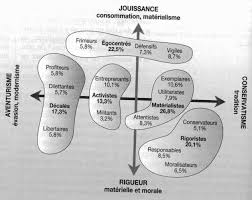 JOUISSANCE
consommation, matérialisme
Frimeurs
5,8%
Égocentrés
22,5%
Défensifs
7,3%
Vigiles
8,7%
Profiteurs
5,8%
Dilettantes
5,7%
Décalés
17,3%
Libertaires
5,8%
Entreprenants
10,1%
Activistes
13,3%
Militants
3,2%
Exemplaires
10,6%
Utilitaristes
7,9%
Matérialistes
26,8%
Attentistes
8,3%
Conservateurs
5,1%
Rigoristes
20,1%
Responsables
8,5%
Moralisateurs
6,5%
AVENTURISME
évasion, modernisme
CONSERVATISME
tradition
RIGUEUR
matérielle et morale